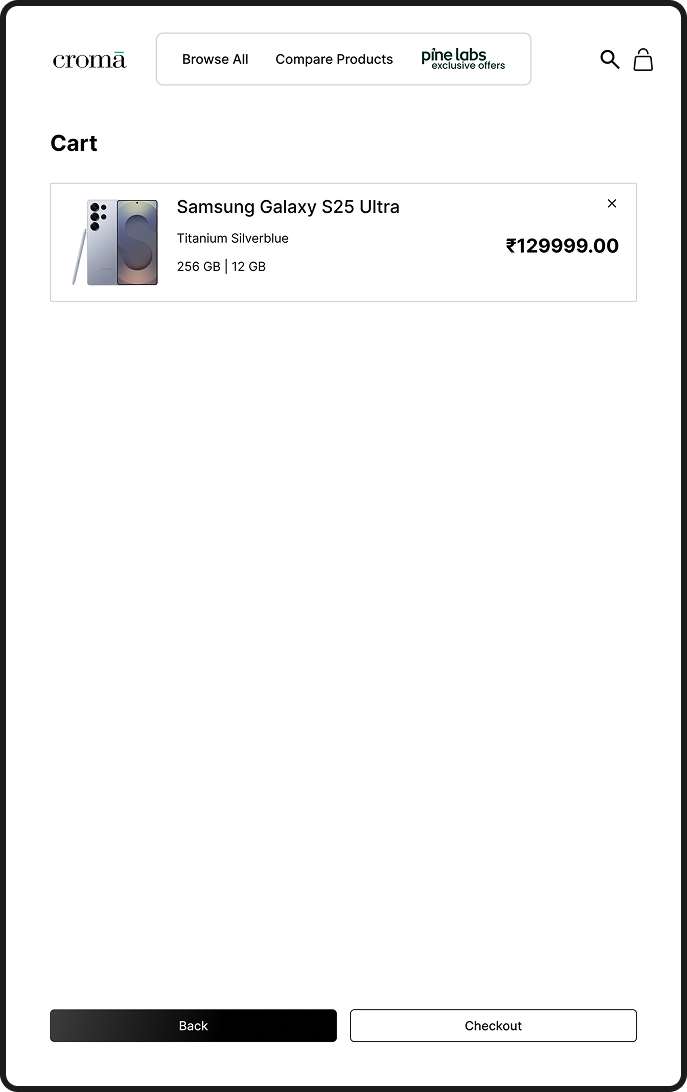 cromā
Browse All
Compare Products
pine labs
exclusive offers
Cart
Samsung Galaxy S25 Ultra
Titanium Silverblue
₹129999.00
256 GB | 12 GB
Back
Checkout